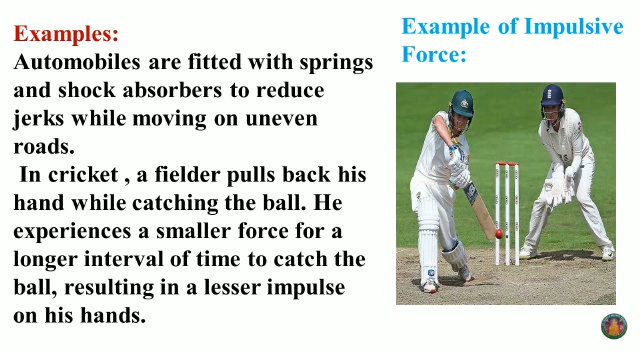 Examples:
Automobiles are fitted with springs
and shock absorbers to reduce
jerks while moving on uneven
roads.
In cricket , a fielder pulls back his
hand while catching the ball. He
experiences a smaller force for a
longer interval of time to catch the
ball, resulting in a lesser impulse
on his hands.
Example of Impulsive
Force: